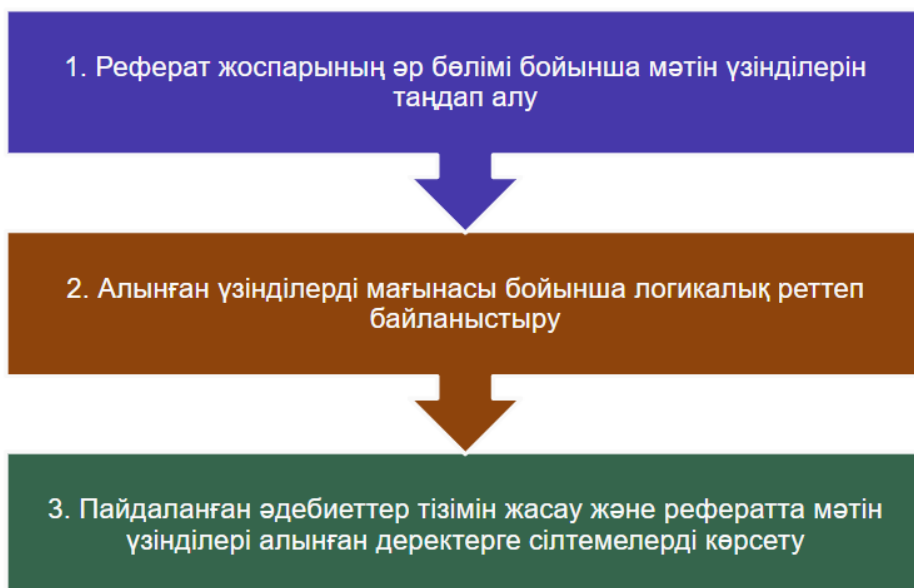 1. Реферат жоспарының әр бөлімі бойынша мәтін үзінділерін
таңдап алу
2. Алынған үзінділерді мағынасы бойынша логикалық реттеп
байланыстыру
3. Пайдаланған әдебиеттер тізімін жасау және рефератта мәтін
үзінділері алынған деректерге сілтемелерді көрсету